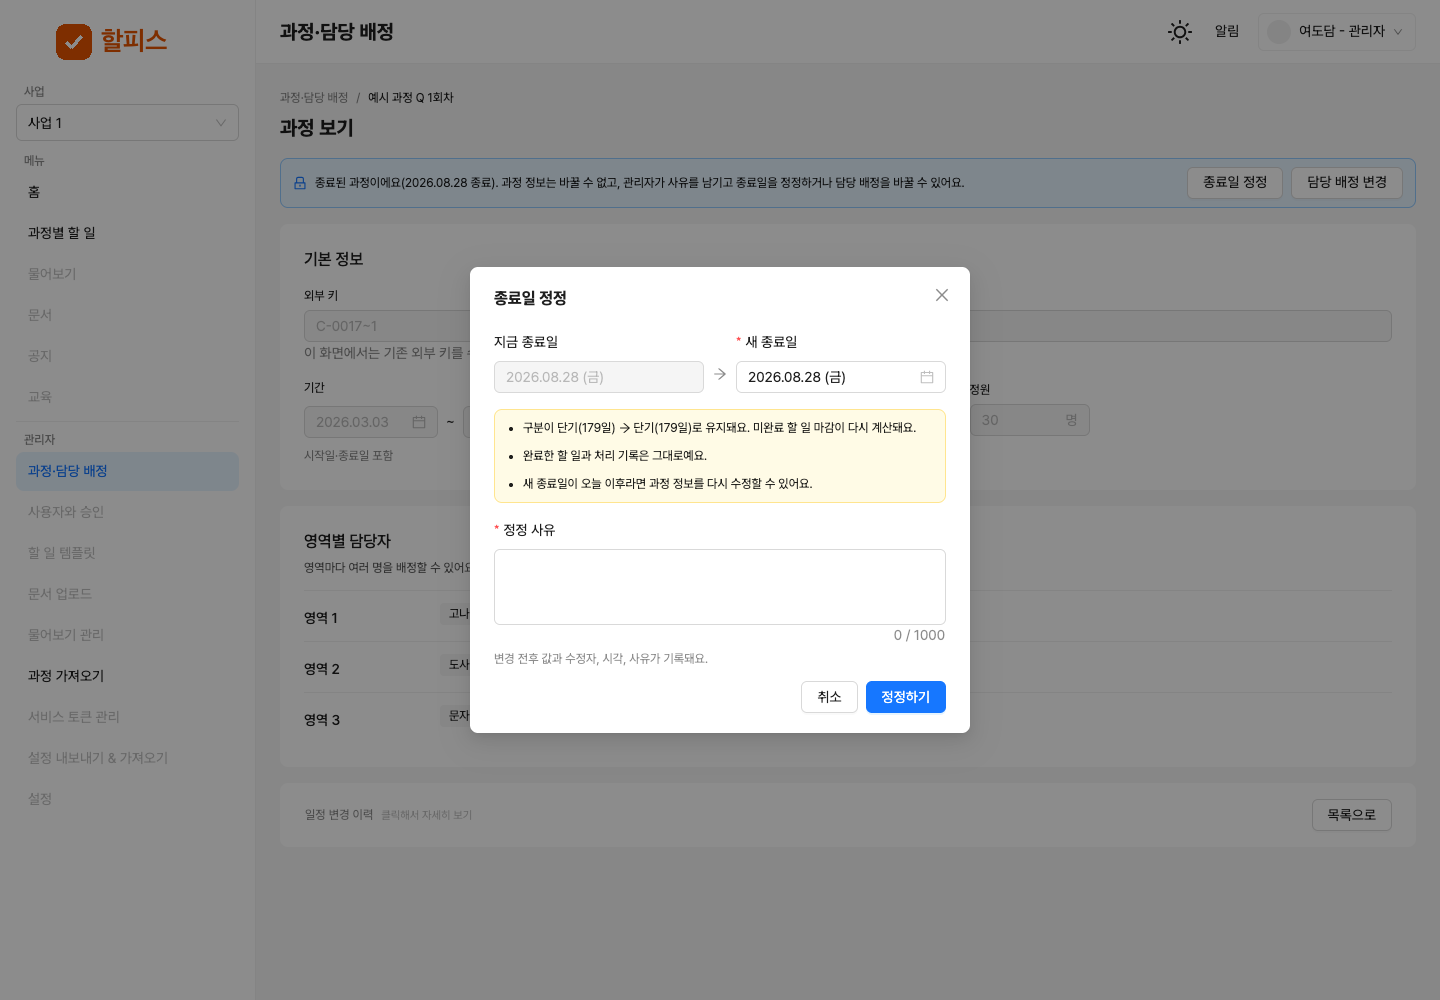 할피스
사업
사업 1
메뉴
홈
과정별 할 일
물어보기
문서
공지
교육
관리자
과정·담당 배정
사용자와 승인
할 일 템플릿
문서 업로드
물어보기 관리
과정 가져오기
서비스 토큰 관리
설정 내보내기 & 가져오기
설정
과정·담당 배정
알림
여도담 - 관리자
과정·담당 배정 / 예시 과정 Q 1회차
과정 보기
종료된 과정이에요(2026.08.28 종료). 과정 정보는 바꿀 수 없고, 관리자가 사유를 남기고 종료일을 정정하거나 담당 배정을 바꿀 수 있어요.
종료일 정정
담당 배정 변경
기본 정보
외부 키
C-0017-1
이 화면에서는 기존 외부 키를
기간
2026.03.03 ~
시작일·종료일 포함
정원
30 명
영역별 담당자
영역마다 여러 명을 배정할 수 있어요
영역 1
고나
영역 2
도사
영역 3
문자
일정 변경 이력 클릭해서 자세히 보기
목록으로
종료일 정정
지금 종료일
2026.08.28 (금)
* 새 종료일
2026.08.28 (금)
구분이 단기(179일) → 단기(179일)로 유지돼요. 미완료 할 일 마감이 다시 계산돼요.
완료한 할 일과 처리 기록은 그대로예요.
새 종료일이 오늘 이후라면 과정 정보를 다시 수정할 수 있어요.
* 정정 사유
0 / 1000
변경 전후 값과 수정자, 시각, 사유가 기록돼요.
취소
정정하기